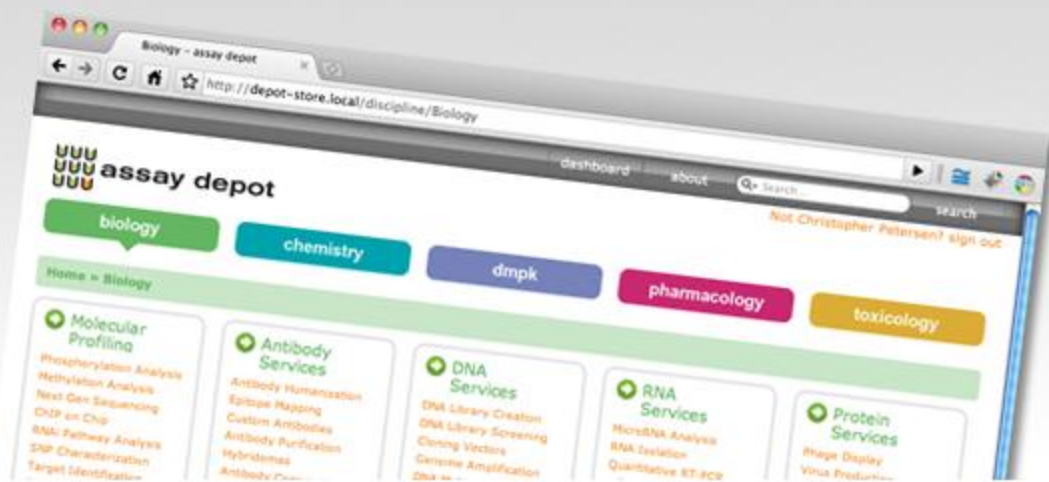 Biology – assay depot
http://depot-store.local/discipline/Biology
dashboard about Search... search
assay depot
Not Christopher Petersen? sign out
biology chemistry dmpk pharmacology toxicology
Home » Biology
Molecular
Profiling
Phosphorylation Analysis
Methylation Analysis
Next Gen Sequencing
ChIP on Chip
RNAi Pathway Analysis
SNP Characterization
Target Identification
Antibody
Services
Antibody Humanization
Epitope Mapping
Custom Antibodies
Antibody Purification
Hybridomas
Antibody
DNA
Services
DNA Library Creation
DNA Library Screening
Cloning Vectors
Genome Amplification
DNA
RNA
Services
MicroRNA Analysis
RNA Isolation
Quantitative RT-PCR
Protein
Services
Phage Display
Virus Production